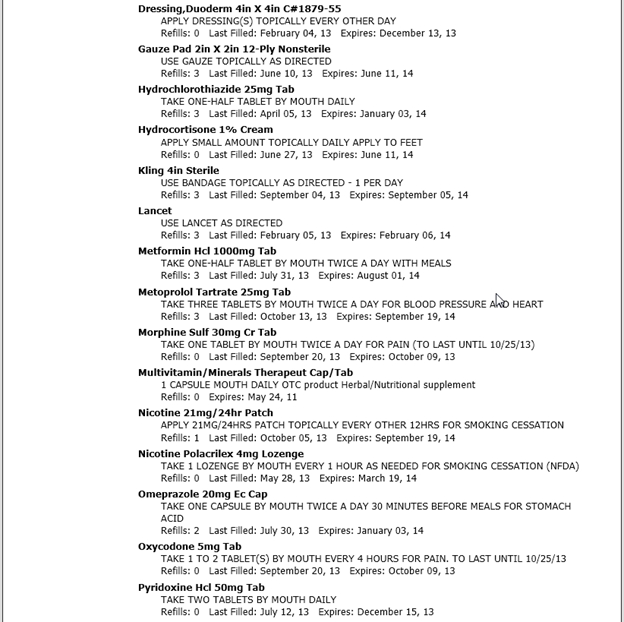 Dressing,Duoderm 4in X 4in C#1879-55
APPLY DRESSING(S) TOPICALLY EVERY OTHER DAY
Refills: 0 Last Filled: February 04, 13 Expires: December 13, 13
Gauze Pad 2in X 2in 12-Ply Nonsterile
USE GAUZE TOPICALLY AS DIRECTED
Refills: 3 Last Filled: June 10, 13 Expires: June 11, 14
Hydrochlorothiazide 25mg Tab
TAKE ONE-HALF TABLET BY MOUTH DAILY
Refills: 3 Last Filled: April 05, 13 Expires: January 03, 14
Hydrocortisone 1% Cream
APPLY SMALL AMOUNT TOPICALLY DAILY APPLY TO FEET
Refills: 0 Last Filled: June 27, 13 Expires: June 11, 14
Kling 4in Sterile
USE BANDAGE TOPICALLY AS DIRECTED - 1 PER DAY
Refills: 3 Last Filled: September 04, 13 Expires: September 05, 14
Lancet
USE LANCET AS DIRECTED
Refills: 3 Last Filled: February 05, 13 Expires: February 06, 14
Metformin Hcl 1000mg Tab
TAKE ONE-HALF TABLET BY MOUTH TWICE A DAY WITH MEALS
Refills: 3 Last Filled: July 31, 13 Expires: August 01, 14
Metoprolol Tartrate 25mg Tab
TAKE THREE TABLETS BY MOUTH TWICE A DAY FOR BLOOD PRESSURE AND HEART
Refills: 3 Last Filled: October 13, 13 Expires: September 19, 14
Morphine Sulf 30mg Cr Tab
TAKE ONE TABLET BY MOUTH TWICE A DAY FOR PAIN (TO LAST UNTIL 10/25/13)
Refills: 0 Last Filled: September 20, 13 Expires: October 09, 13
Multivitamin/Minerals Therapeut Cap/Tab
1 CAPSULE MOUTH DAILY OTC product Herbal/Nutritional supplement
Refills: 0 Expires: May 24, 11
Nicotine 21mg/24hr Patch
APPLY 21MG/24HRS PATCH TOPICALLY EVERY OTHER 12HRS FOR SMOKING CESSATION
Refills: 1 Last Filled: October 05, 13 Expires: September 19, 14
Nicotine Polacrilex 4mg Lozenge
TAKE 1 LOZENGE BY MOUTH EVERY 1 HOUR AS NEEDED FOR SMOKING CESSATION (NFDA)
Refills: 0 Last Filled: May 28, 13 Expires: March 19, 14
Omeprazole 20mg Ec Cap
TAKE ONE CAPSULE BY MOUTH TWICE A DAY 30 MINUTES BEFORE MEALS FOR STOMACH
ACID
Refills: 2 Last Filled: July 30, 13 Expires: January 03, 14
Oxycodone 5mg Tab
TAKE 1 TO 2 TABLET(S) BY MOUTH EVERY 4 HOURS FOR PAIN. TO LAST UNTIL 10/25/13
Refills: 0 Last Filled: September 20, 13 Expires: October 09, 13
Pyridoxine Hcl 50mg Tab
TAKE TWO TABLETS BY MOUTH DAILY
Refills: 0 Last Filled: July 12, 13 Expires: December 15, 13